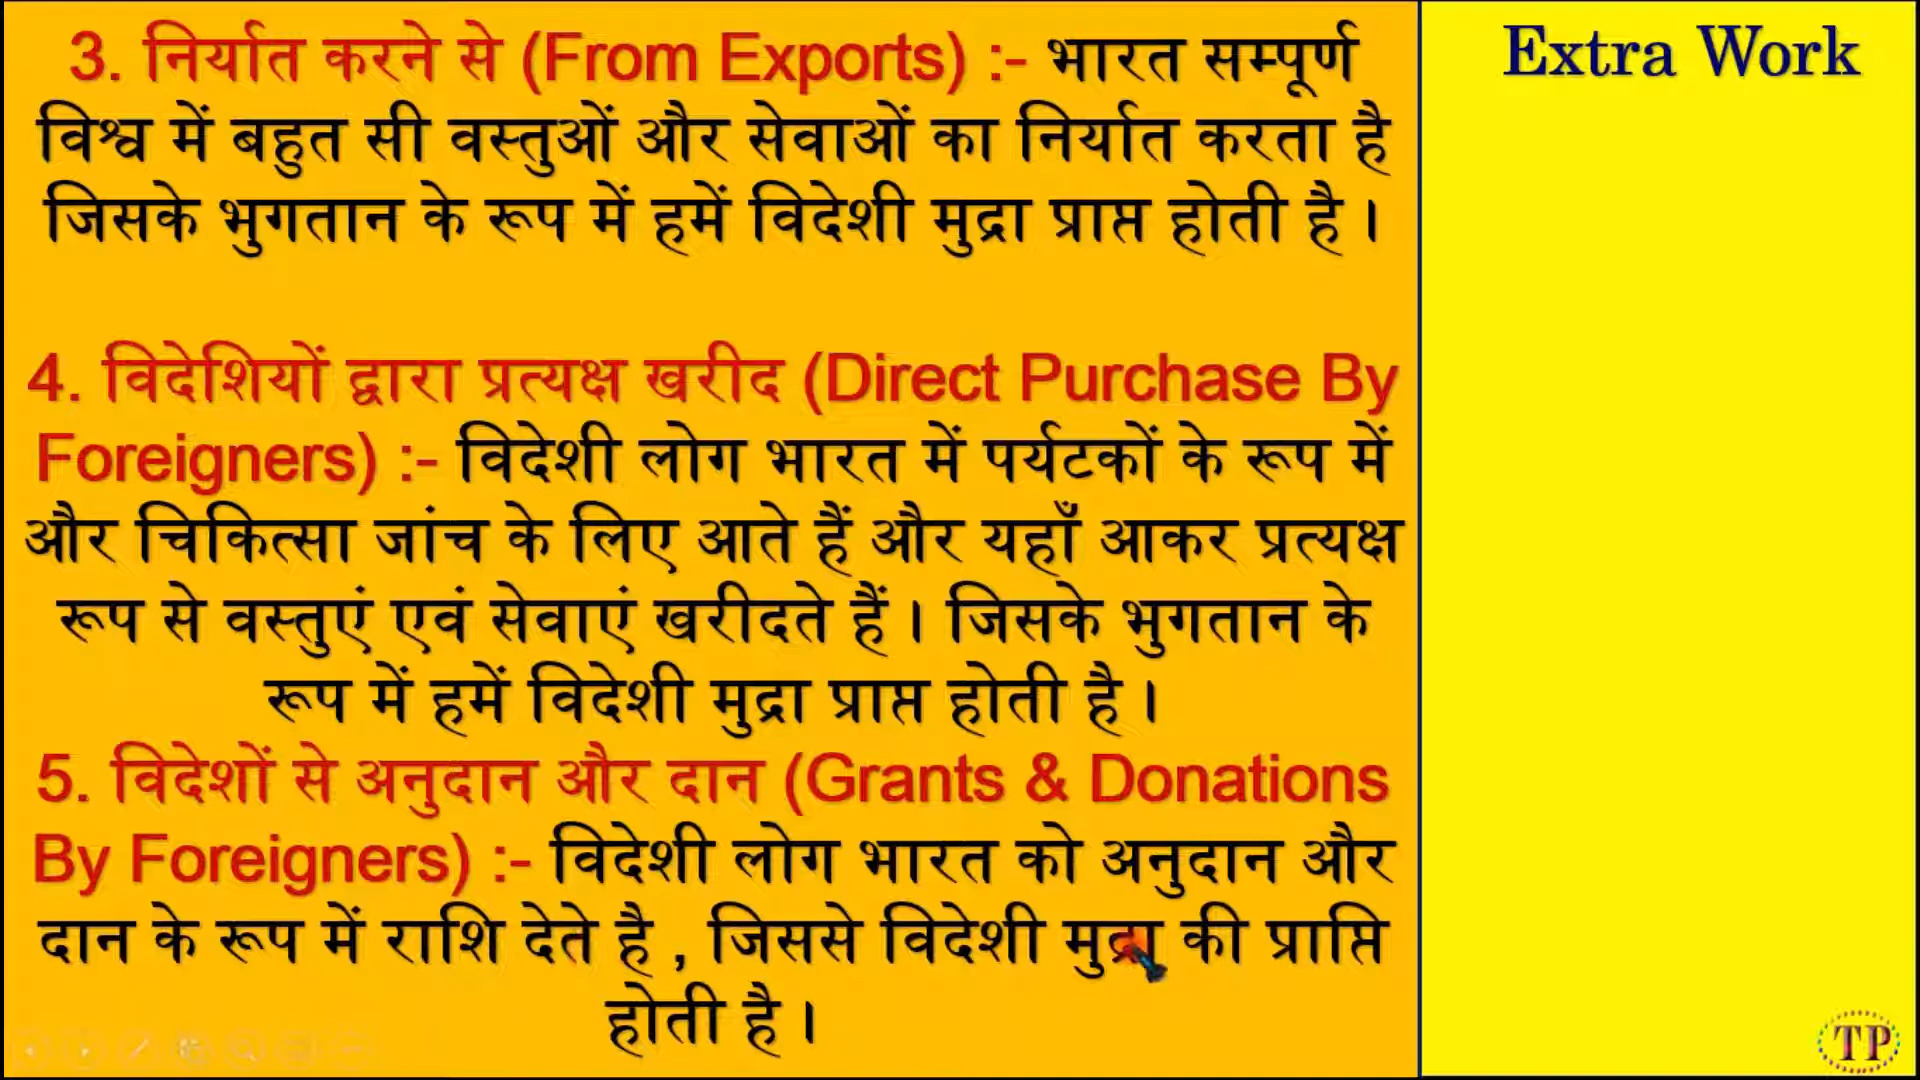 3. निर्यात करने से (From Exports) :- भारत सम्पूर्ण
विश्व में बहुत सी वस्तुओं और सेवाओं का निर्यात करता है
जिसके भुगतान के रूप में हमें विदेशी मुद्रा प्राप्त होती है ।
4. विदेशियों द्वारा प्रत्यक्ष खरीद (Direct Purchase By
Foreigners) :- विदेशी लोग भारत में पर्यटकों के रूप में
और चिकित्सा जांच के लिए आते हैं और यहाँ आकर प्रत्यक्ष
रूप से वस्तुएं एवं सेवाएं खरीदते हैं । जिसके भुगतान के
रूप में हमें विदेशी मुद्रा प्राप्त होती है ।
5. विदेशों से अनुदान और दान (Grants & Donations
By Foreigners) :- विदेशी लोग भारत को अनुदान और
दान के रूप में राशि देते है , जिससे विदेशी मुद्रा की प्राप्ति
होती है ।
Extra Work
TP